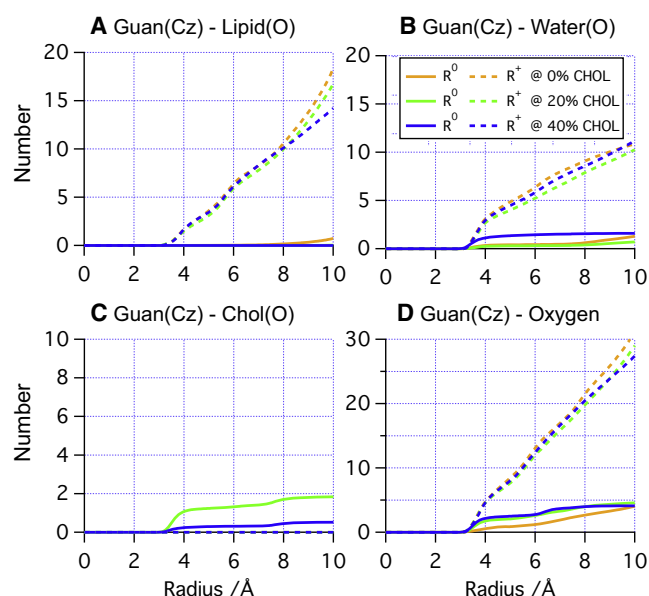 A Guan(Cz) - Lipid(O)
20
15
10
5
0
Number
0 2 4 6 8 10
B Guan(Cz) - Water(O)
R⁰ R⁺ @ 0% CHOL
R⁰ R⁺ @ 20% CHOL
R⁰ R⁺ @ 40% CHOL
20
15
10
5
0
0 2 4 6 8 10
C Guan(Cz) - Chol(O)
10
8
6
4
2
0
Number
0 2 4 6 8 10
Radius /Å
D Guan(Cz) - Oxygen
30
20
10
0
0 2 4 6 8 10
Radius /Å